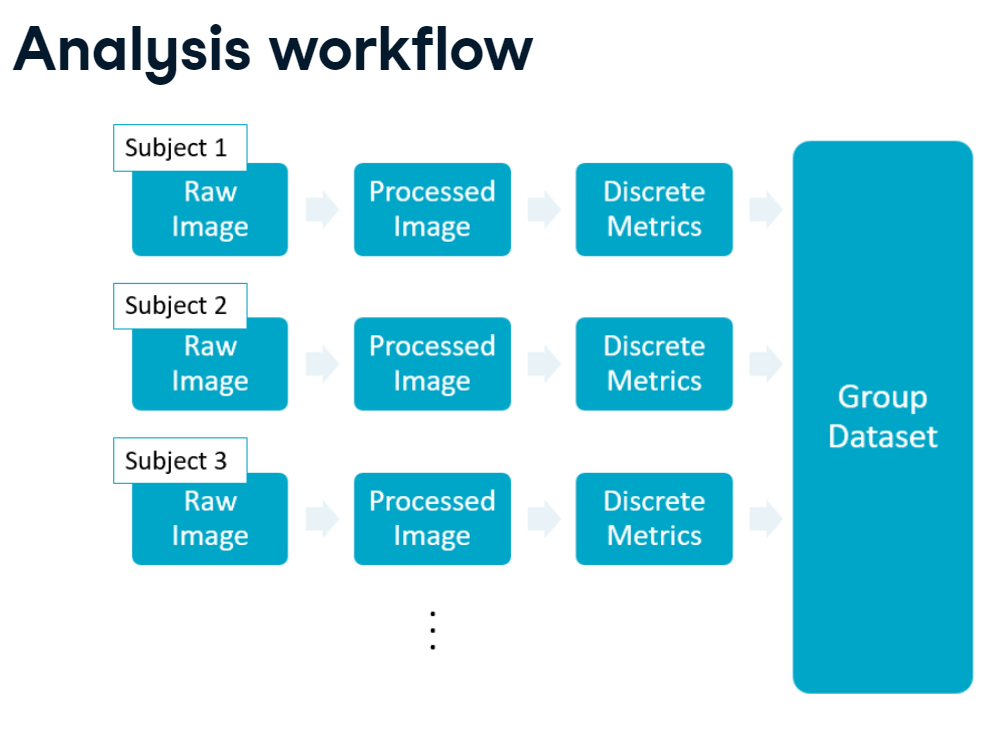 Analysis workflow
Subject 1
Raw
Image
Processed
Image
Discrete
Metrics
Subject 2
Raw
Image
Processed
Image
Discrete
Metrics
Subject 3
Raw
Image
Processed
Image
Discrete
Metrics
Group
Dataset